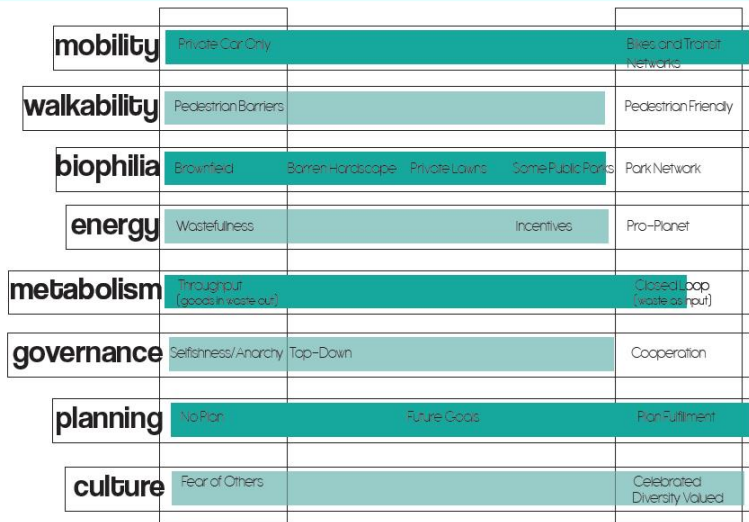 mobility Private Car Only Bikes and Transit
Networks
walkability Pedestrian Barriers Pedestrian Friendly
biophilia Brownfield Barren Hardscape Private Lawns Some Public Parks Park Network
energy Wastefullness Incentives Pro-Planet
metabolism Throughput Closed Loop
(goods in waste out) (waste as input)
governance Selfishness/Anarchy Top-Down Cooperation
planning No Plan Future Goals Plan Fulfillment
culture Fear of Others Celebrated
Diversity Valued